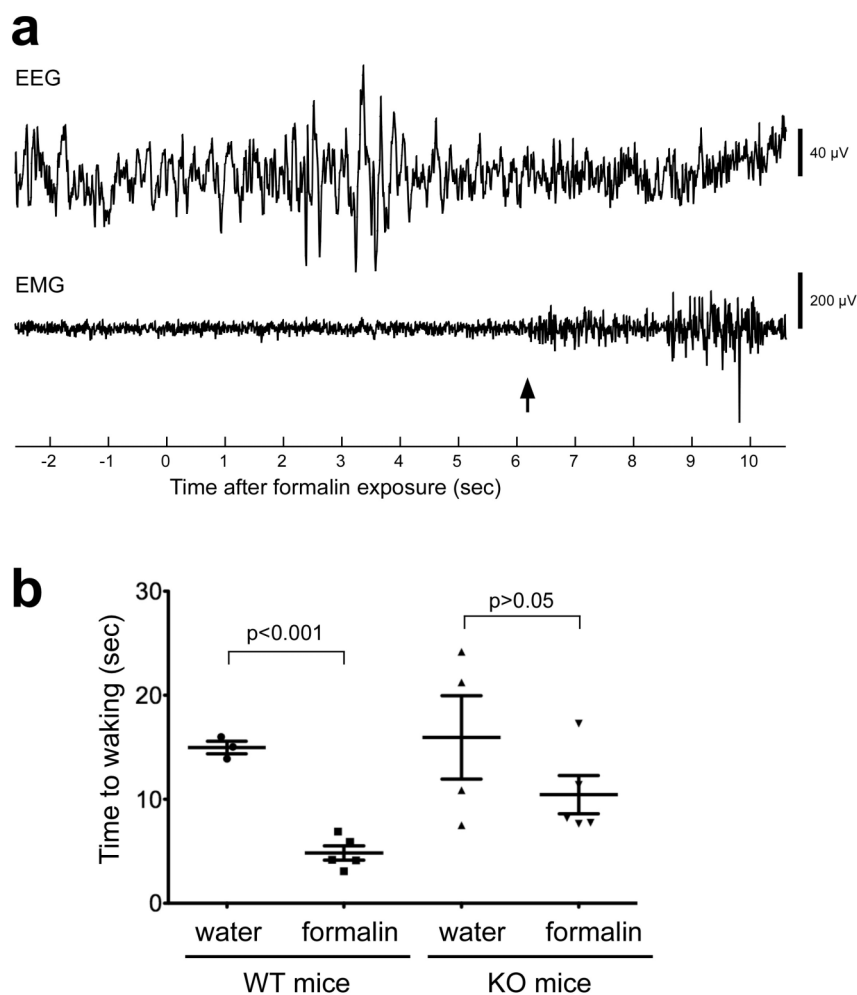 a
EEG
40 µV
EMG
200 µV
-2 -1 0 1 2 3 4 5 6 7 8 9 10
Time after formalin exposure (sec)
b
Time to waking (sec)
30
20
10
0
p<0.001
p>0.05
water formalin water formalin
WT mice KO mice